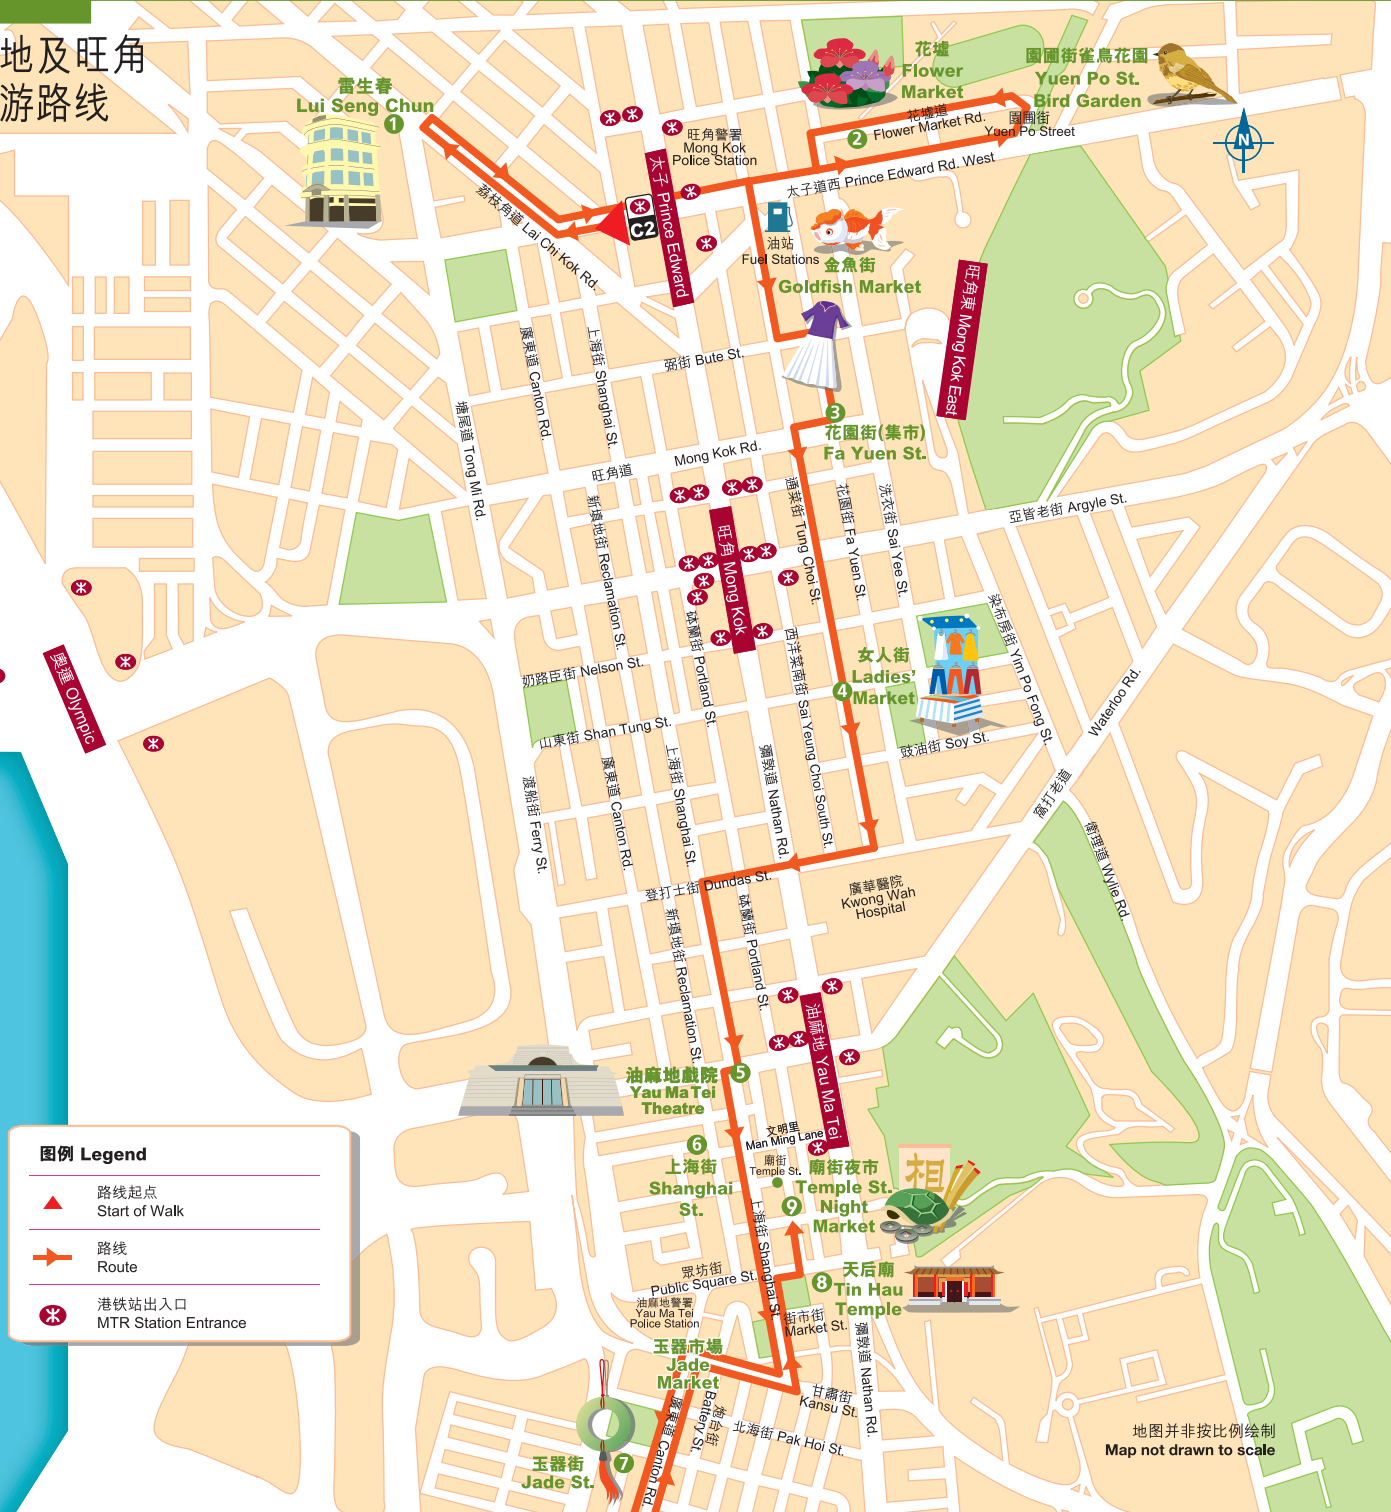 地及旺角
游路线
雷生春
Lui Seng Chun
1
花墟
Flower
Market
園圃街雀鳥花園
Yuen Po St.
Bird Garden
花墟道
Flower Market Rd.
2
園圃街
Yuen Po Street
N
旺角警署
Mong Kok
Police Station
太子 Prince Edward
太子道西 Prince Edward Rd. West
荔枝角道 Lai Chi Kok Rd.
C2
油站
Fuel Stations
金魚街
Goldfish Market
旺角東 Mong Kok East
廣東道 Canton Rd.
上海街 Shanghai St.
弼街 Bute St.
塘尾道 Tong Mi Rd.
3
花園街(集市)
Fa Yuen St.
旺角道
Mong Kok Rd.
新填地街 Reclamation St.
旺角 Mong Kok
通菜街 Tung Choi St.
花園街 Fa Yuen St.
洗衣街 Sai Yee St.
亞皆老街 Argyle St.
染布房街 Yim Po Fong St.
砵蘭街 Portland St.
西洋菜南街 Sai Yeung Choi South St.
奶路臣街 Nelson St.
女人街
Ladies'
Market
4
奧運 Olympic
山東街 Shan Tung St.
豉油街 Soy St.
Waterloo Rd.
窩打老道
渡船街 Ferry St.
廣東道 Canton Rd.
上海街 Shanghai St.
彌敦道 Nathan Rd.
衛理道 Wylie Rd.
登打士街 Dundas St.
廣華醫院
Kwong Wah
Hospital
新填地街 Reclamation St.
砵蘭街 Portland St.
油麻地 Yau Ma Tei
油麻地戲院
Yau Ma Tei
Theatre
5
6
上海街
Shanghai
St.
文明里
Man Ming Lane
廟街
Temple St.
廟街夜市
Temple St.
Night
Market
9
祖
上海街 Shanghai St.
眾坊街
Public Square St.
8
天后廟
Tin Hau
Temple
油麻地警署
Yau Ma Tei
Police Station
街市街
Market St.
玉器市場
Jade
Market
彌敦道 Nathan Rd.
甘肅街
Kansu St.
炮台街
Battery St.
北海街 Pak Hoi St.
廣東道 Canton Rd.
玉器街
Jade St.
7
图例 Legend
路线起点
Start of Walk
路线
Route
港铁站出入口
MTR Station Entrance
地图并非按比例绘制
Map not drawn to scale